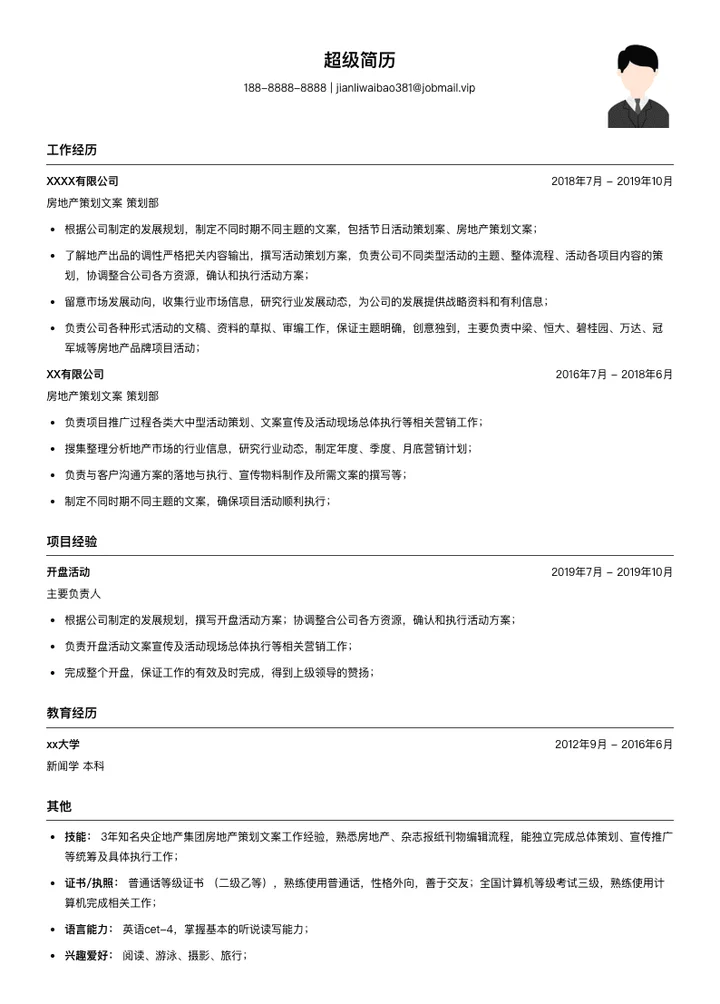 超级简历
188-8888-8888 | jianliwaibao381@jobmail.vip
工作经历
XXXX有限公司 2018年7月 – 2019年10月
房地产策划文案 策划部
• 根据公司制定的发展规划，制定不同时期不同主题的文案，包括节日活动策划案、房地产策划文案；
• 了解地产出品的调性严格把关内容输出，撰写活动策划方案，负责公司不同类型活动的主题、整体流程、活动各项目内容的策
划，协调整合公司各方资源，确认和执行活动方案；
• 留意市场发展动向，收集行业市场信息，研究行业发展动态，为公司的发展提供战略资料和有利信息；
• 负责公司各种形式活动的文稿、资料的草拟、审编工作，保证主题明确，创意独到，主要负责中梁、恒大、碧桂园、万达、冠
军城等房地产品牌项目活动；
XX有限公司 2016年7月 – 2018年6月
房地产策划文案 策划部
• 负责项目推广过程各类大中型活动策划、文案宣传及活动现场总体执行等相关营销工作；
• 搜集整理分析地产市场的行业信息，研究行业动态，制定年度、季度、月底营销计划；
• 负责与客户沟通方案的落地与执行、宣传物料制作及所需文案的撰写等；
• 制定不同时期不同主题的文案，确保项目活动顺利执行；
项目经验
开盘活动 2019年7月 – 2019年10月
主要负责人
• 根据公司制定的发展规划，撰写开盘活动方案；协调整合公司各方资源，确认和执行活动方案；
• 负责开盘活动文案宣传及活动现场总体执行等相关营销工作；
• 完成整个开盘，保证工作的有效及时完成，得到上级领导的赞扬；
教育经历
xx大学 2012年9月 – 2016年6月
新闻学 本科
其他
• 技能： 3年知名央企地产集团房地产策划文案工作经验，熟悉房地产、杂志报纸刊物编辑流程，能独立完成总体策划、宣传推广
等统筹及具体执行工作；
• 证书/执照： 普通话等级证书 （二级乙等），熟练使用普通话，性格外向，善于交友；全国计算机等级考试三级，熟练使用计
算机完成相关工作；
• 语言能力： 英语cet-4，掌握基本的听说读写能力；
• 兴趣爱好： 阅读、游泳、摄影、旅行；